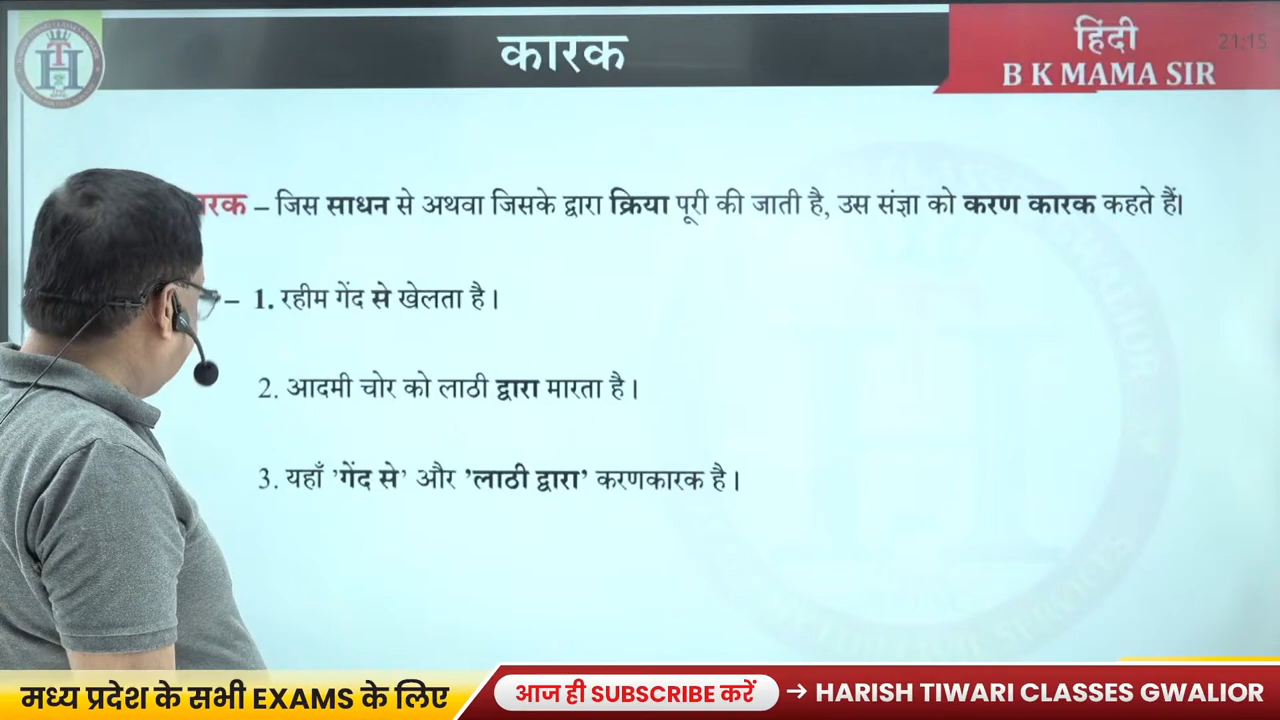 कारक
हिंदी
B K MAMA SIR
21:15
कारक – जिस साधन से अथवा जिसके द्वारा क्रिया पूरी की जाती है, उस संज्ञा को करण कारक कहते हैं।
– 1. रहीम गेंद से खेलता है।
2. आदमी चोर को लाठी द्वारा मारता है।
3. यहाँ 'गेंद से' और 'लाठी द्वारा' करणकारक है।
मध्य प्रदेश के सभी EXAMS के लिए
आज ही SUBSCRIBE करें
→ HARISH TIWARI CLASSES GWALIOR